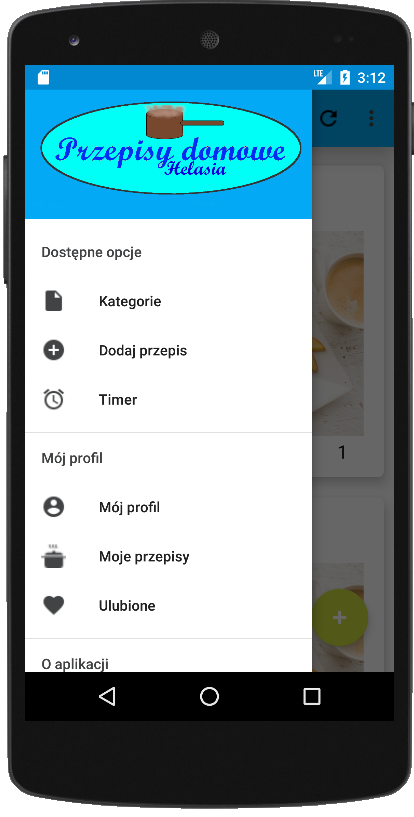 LTE 3:12
Przepisy domowe
Helasia
Dostępne opcje
Kategorie
Dodaj przepis
Timer
1
Mój profil
Mój profil
Moje przepisy
Ulubione
O aplikacji